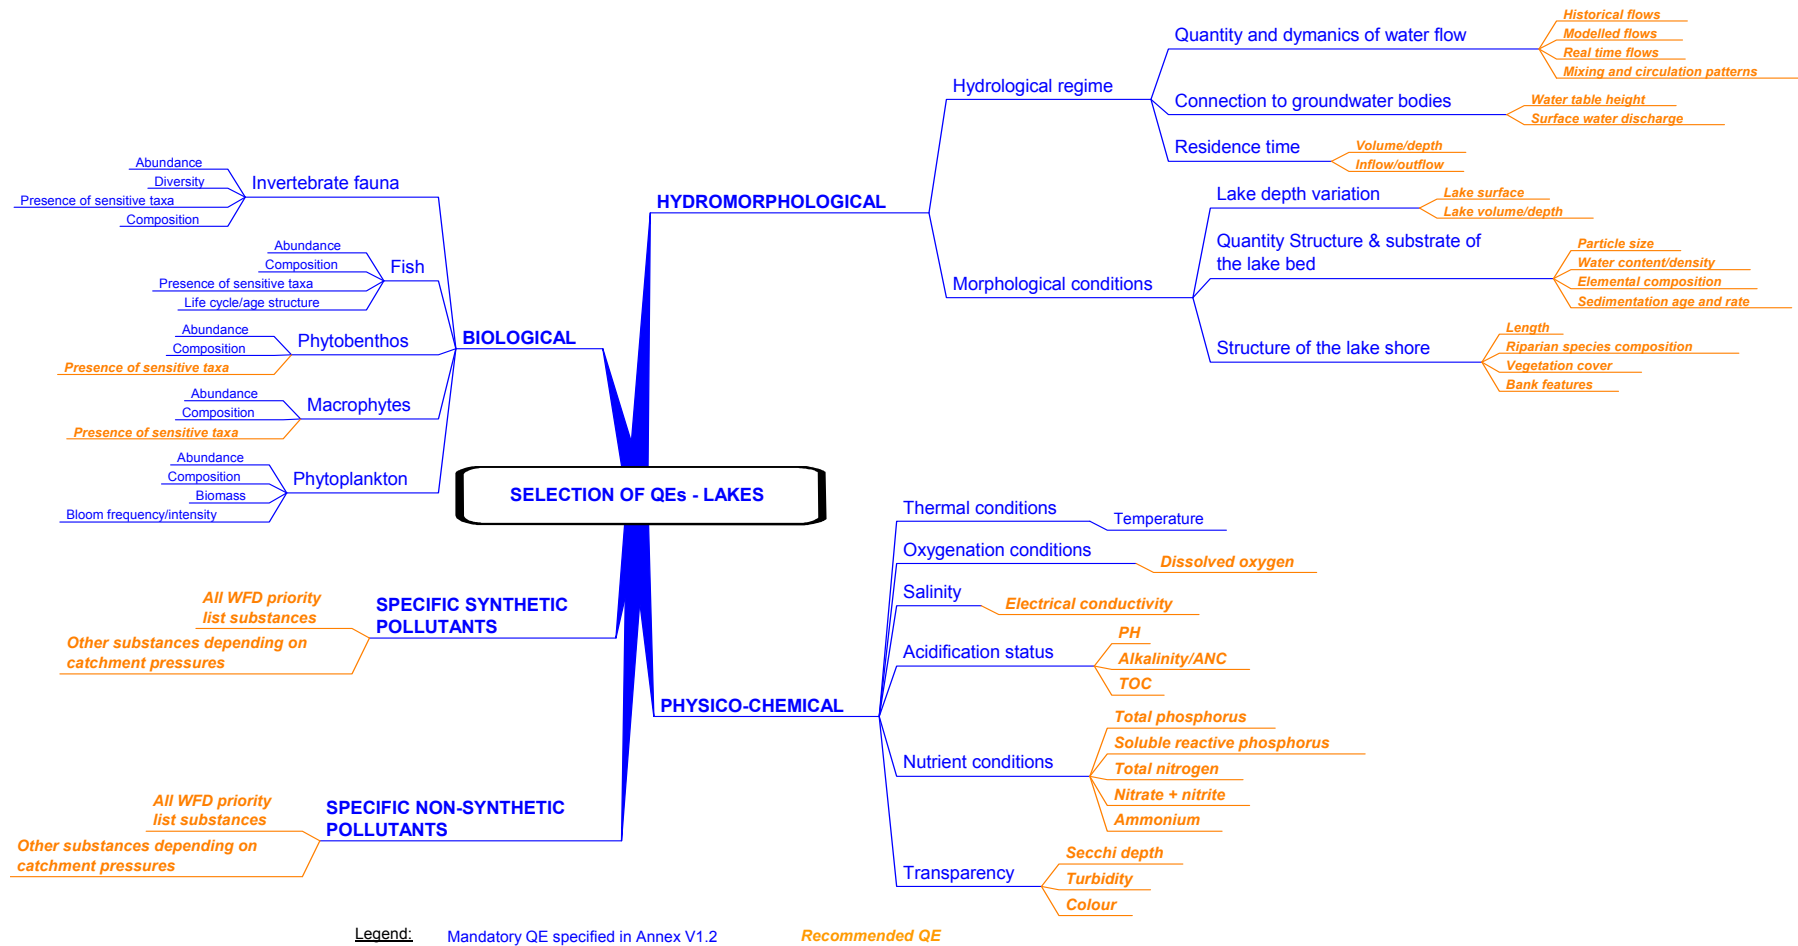 SELECTION OF QEs - LAKES
BIOLOGICAL
Invertebrate fauna
Abundance
Diversity
Presence of sensitive taxa
Composition
Fish
Abundance
Composition
Presence of sensitive taxa
Life cycle/age structure
Phytobenthos
Abundance
Composition
Presence of sensitive taxa
Macrophytes
Abundance
Composition
Presence of sensitive taxa
Phytoplankton
Abundance
Composition
Biomass
Bloom frequency/intensity
SPECIFIC SYNTHETIC
POLLUTANTS
All WFD priority
list substances
Other substances depending on
catchment pressures
SPECIFIC NON-SYNTHETIC
POLLUTANTS
All WFD priority
list substances
Other substances depending on
catchment pressures
HYDROMORPHOLOGICAL
Hydrological regime
Quantity and dymanics of water flow
Historical flows
Modelled flows
Real time flows
Mixing and circulation patterns
Connection to groundwater bodies
Water table height
Surface water discharge
Residence time
Volume/depth
Inflow/outflow
Morphological conditions
Lake depth variation
Lake surface
Lake volume/depth
Quantity Structure & substrate of
the lake bed
Particle size
Water content/density
Elemental composition
Sedimentation age and rate
Structure of the lake shore
Length
Riparian species composition
Vegetation cover
Bank features
PHYSICO-CHEMICAL
Thermal conditions
Temperature
Oxygenation conditions
Dissolved oxygen
Salinity
Electrical conductivity
Acidification status
PH
Alkalinity/ANC
TOC
Nutrient conditions
Total phosphorus
Soluble reactive phosphorus
Total nitrogen
Nitrate + nitrite
Ammonium
Transparency
Secchi depth
Turbidity
Colour
Legend:
Mandatory QE specified in Annex V1.2
Recommended QE